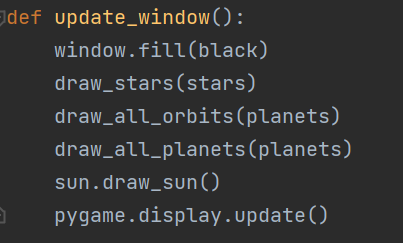 def update_window():
    window.fill(black)
    draw_stars(stars)
    draw_all_orbits(planets)
    draw_all_planets(planets)
    sun.draw_sun()
    pygame.display.update()